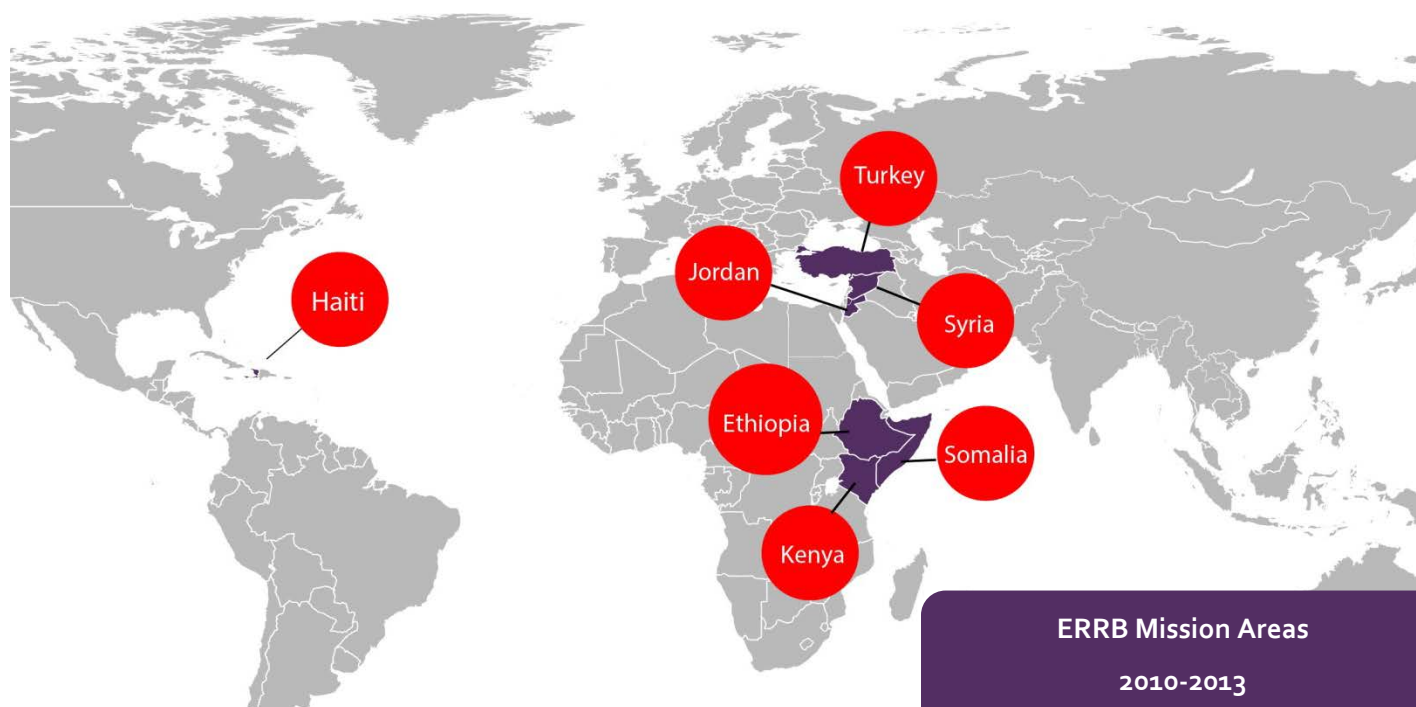 Turkey
Jordan
Haiti
Syria
Ethiopia
Somalia
Kenya
ERRB Mission Areas
2010-2013